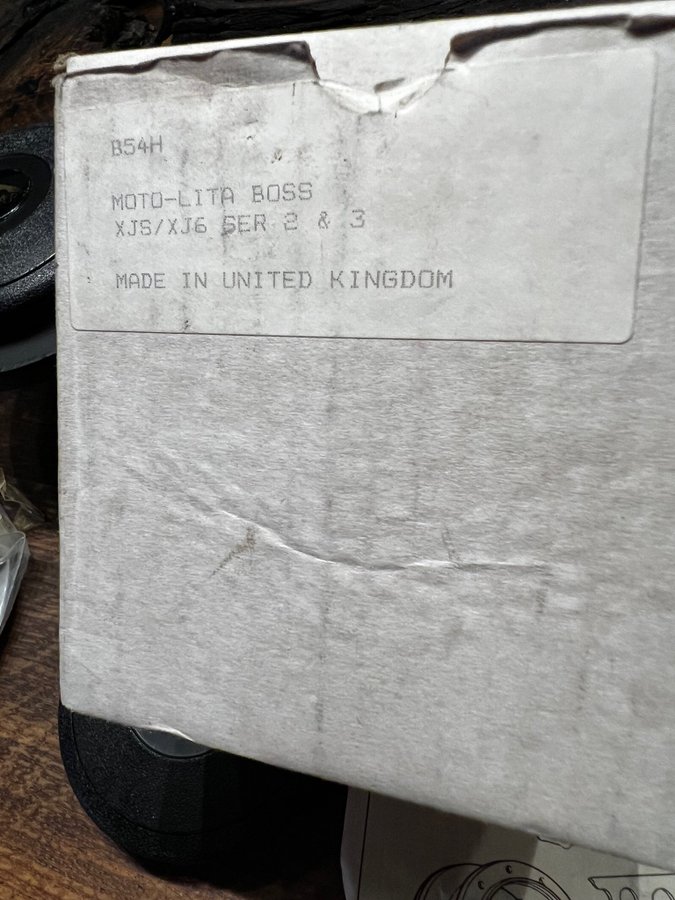 B54H
MOTO-LITA BOSS
XJS/XJ6 SER 2 & 3
MADE IN UNITED KINGDOM